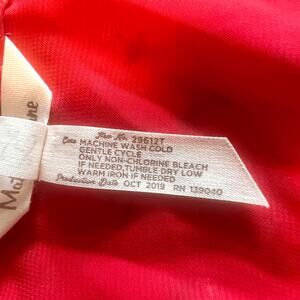 Item No. 29612T
Care MACHINE WASH COLD
GENTLE CYCLE
ONLY NON-CHLORINE BLEACH
IF NEEDED, TUMBLE DRY LOW
WARM IRON IF NEEDED
Production Date OCT 2019 RN 139040